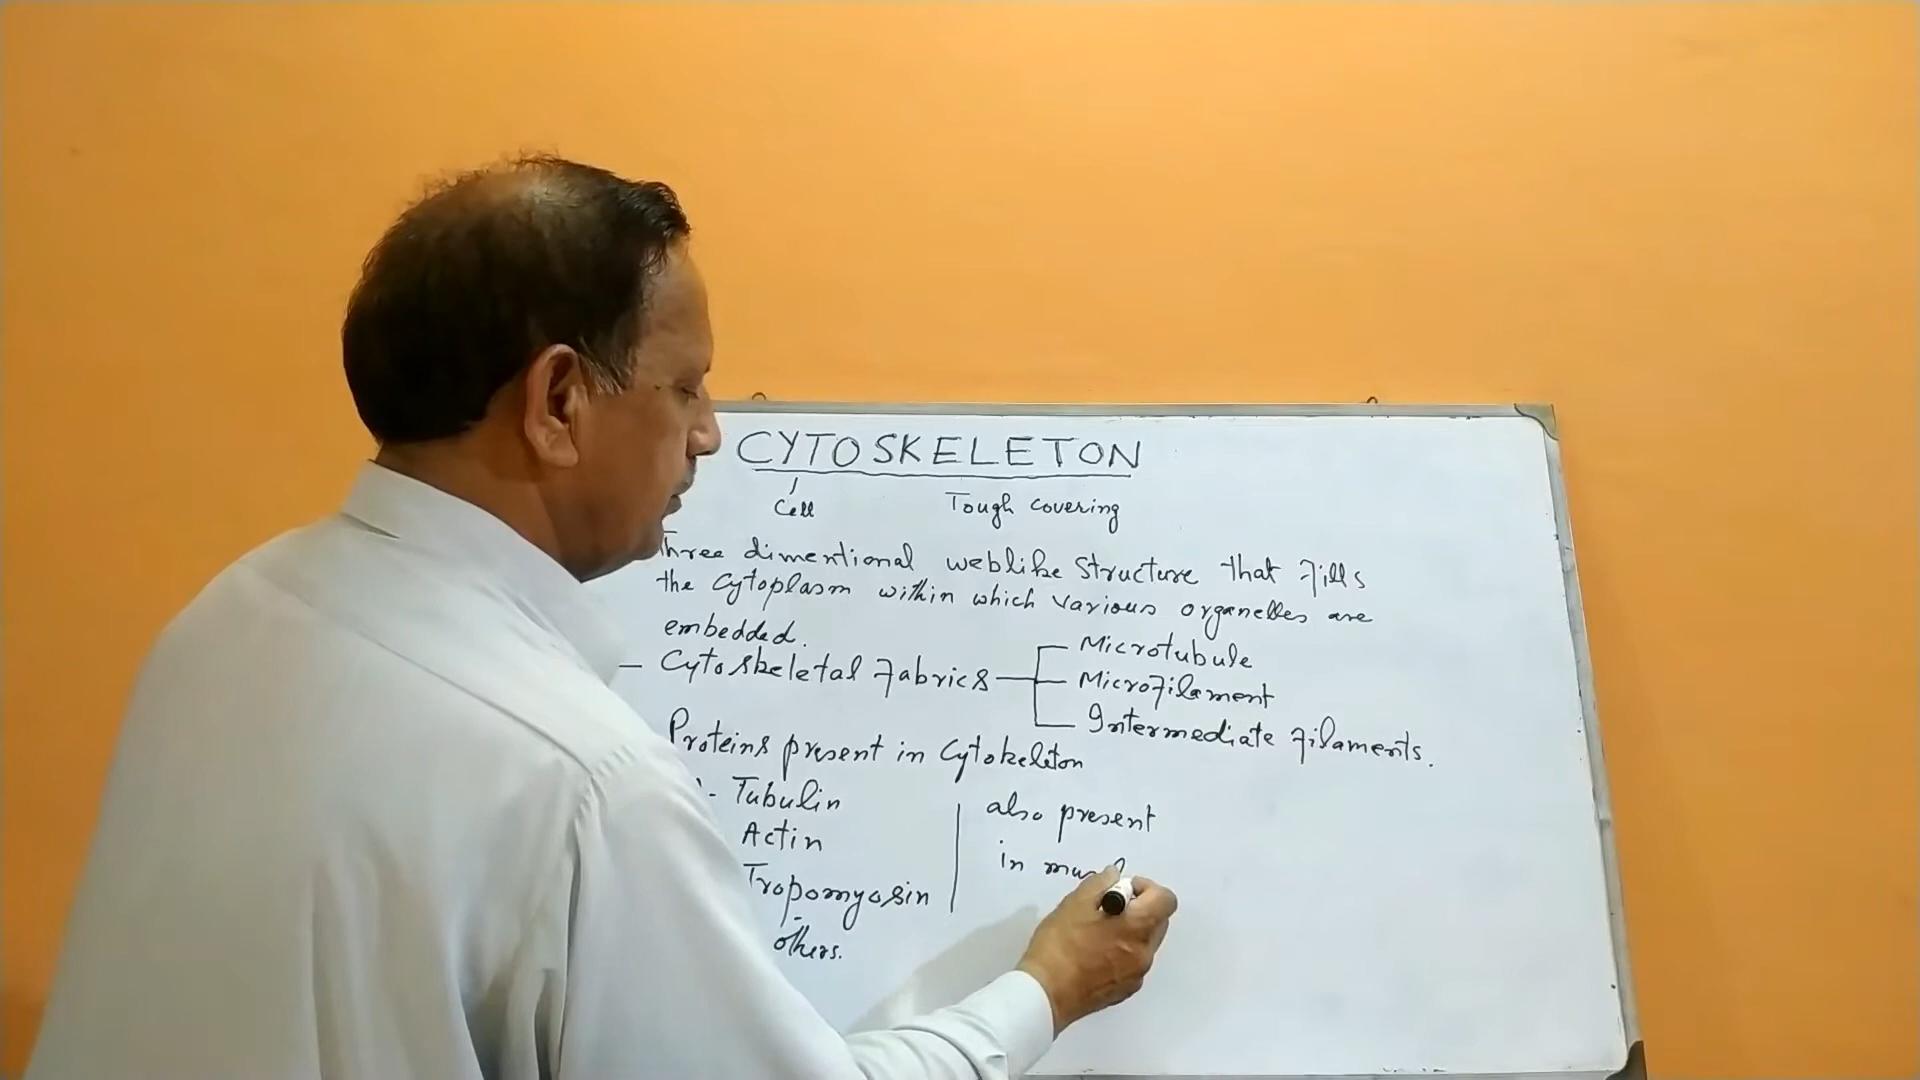 CYTOSKELETON
Cell Tough covering
Three dimentional weblike structure that fills
the cytoplasm within which various organelles are
embedded.
— Cytoskeletal fabrics — Microtubule
Microfilament
Intermediate filaments.
Proteins present in Cytokeleton
Tubulin
Actin
Tropomyosin
others.
also present
in